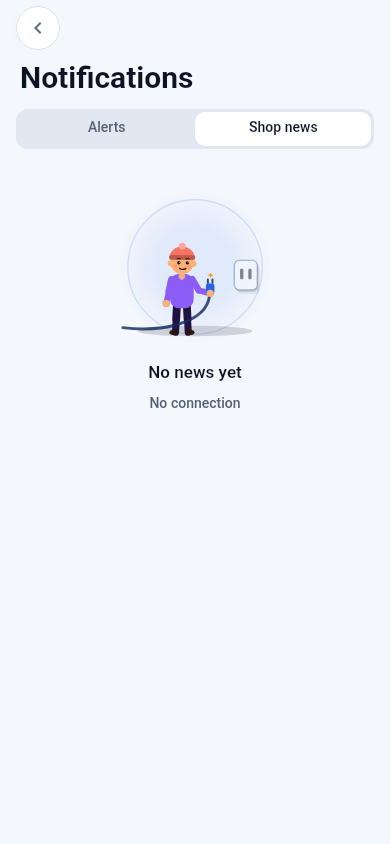 Notifications
Alerts
Shop news
No news yet
No connection